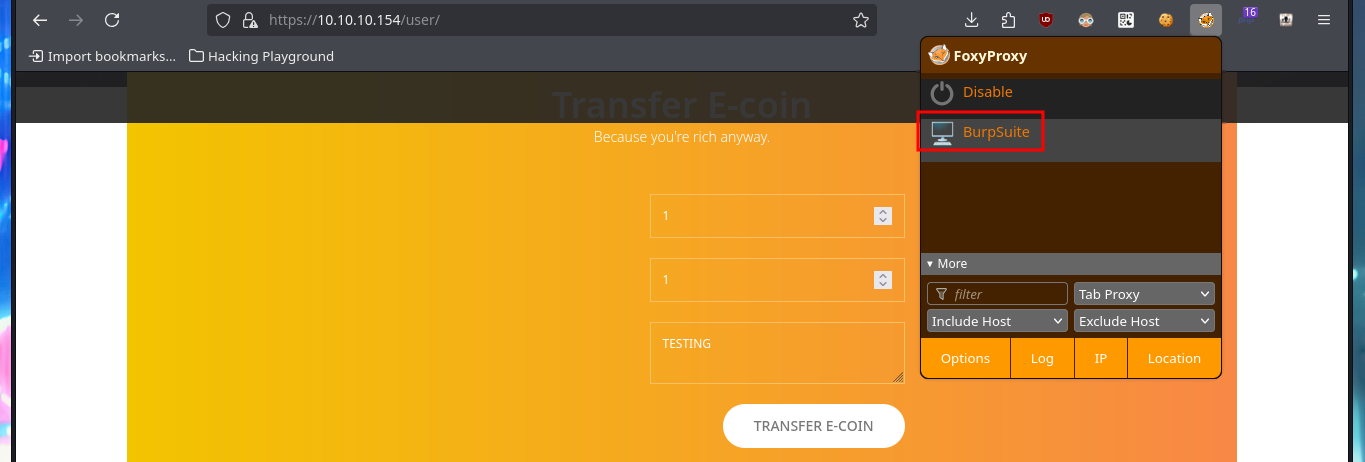 https://10.10.10.154/user/
16
Import bookmarks... Hacking Playground
FoxyProxy
Disable
BurpSuite
Transfer E-coin
Because you're rich anyway.
1
1
TESTING
TRANSFER E-COIN
▾ More
filter Tab Proxy
Include Host Exclude Host
Options Log IP Location